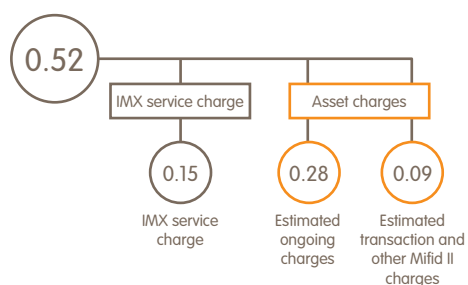 0.52
IMX service charge
Asset charges
0.15
0.28
0.09
IMX service
charge
Estimated
ongoing
charges
Estimated
transaction and
other Mifid II
charges